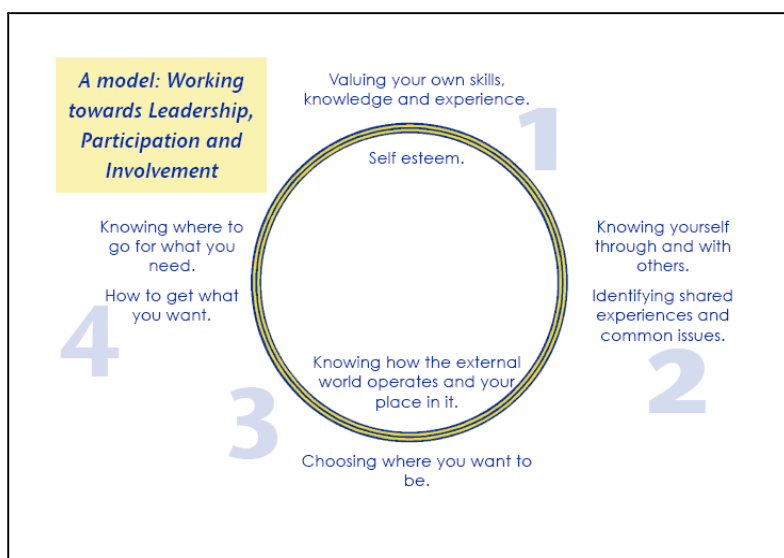 A model: Working
towards Leadership,
Participation and
Involvement
Valuing your own skills,
knowledge and experience.
1
Self esteem.
Knowing yourself
through and with
others.
Identifying shared
experiences and
common issues.
2
Knowing how the external
world operates and your
place in it.
3
Choosing where you want to
be.
Knowing where to
go for what you
need.
How to get what
you want.
4